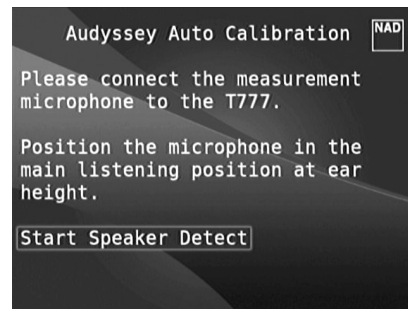 Audyssey Auto Calibration NAD
Please connect the measurement
microphone to the T777.
Position the microphone in the
main listening position at ear
height.
Start Speaker Detect